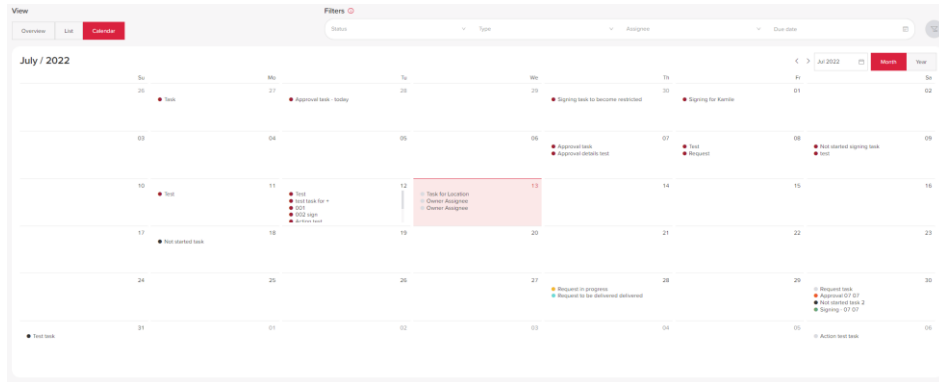 View
Filters
Overview List Calendar
Status Type Assignee Due date
July / 2022
Jul 2022 Month Year
Su Mo Tu We Th Fr Sa
26 27 28 29 30 01 02
Task
Approval task - today
Signing task to become restricted
Signing for Kamile
03 04 05 06 07 08 09
Approval task
Approval details test
Test
Request
Not started signing task
test
10 11 12 13 14 15 16
Test
Test
test task for +
001
002 sign
Action test
Task for Location
Owner Assignee
Owner Assignee
17 18 19 20 21 22 23
Not started task
24 25 26 27 28 29 30
Request in progress
Request to be delivered delivered
Request task
Approval 07 07
Not started task 2
Signing - 07 07
31 01 02 03 04 05 06
Test task
Action test task